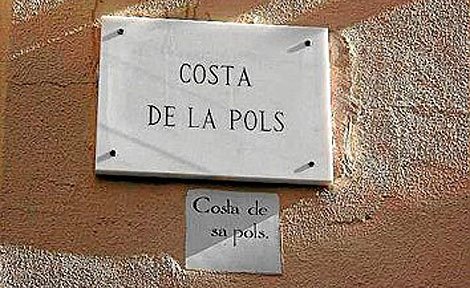 COSTA
DE LA POLS
Costa de
sa pols.